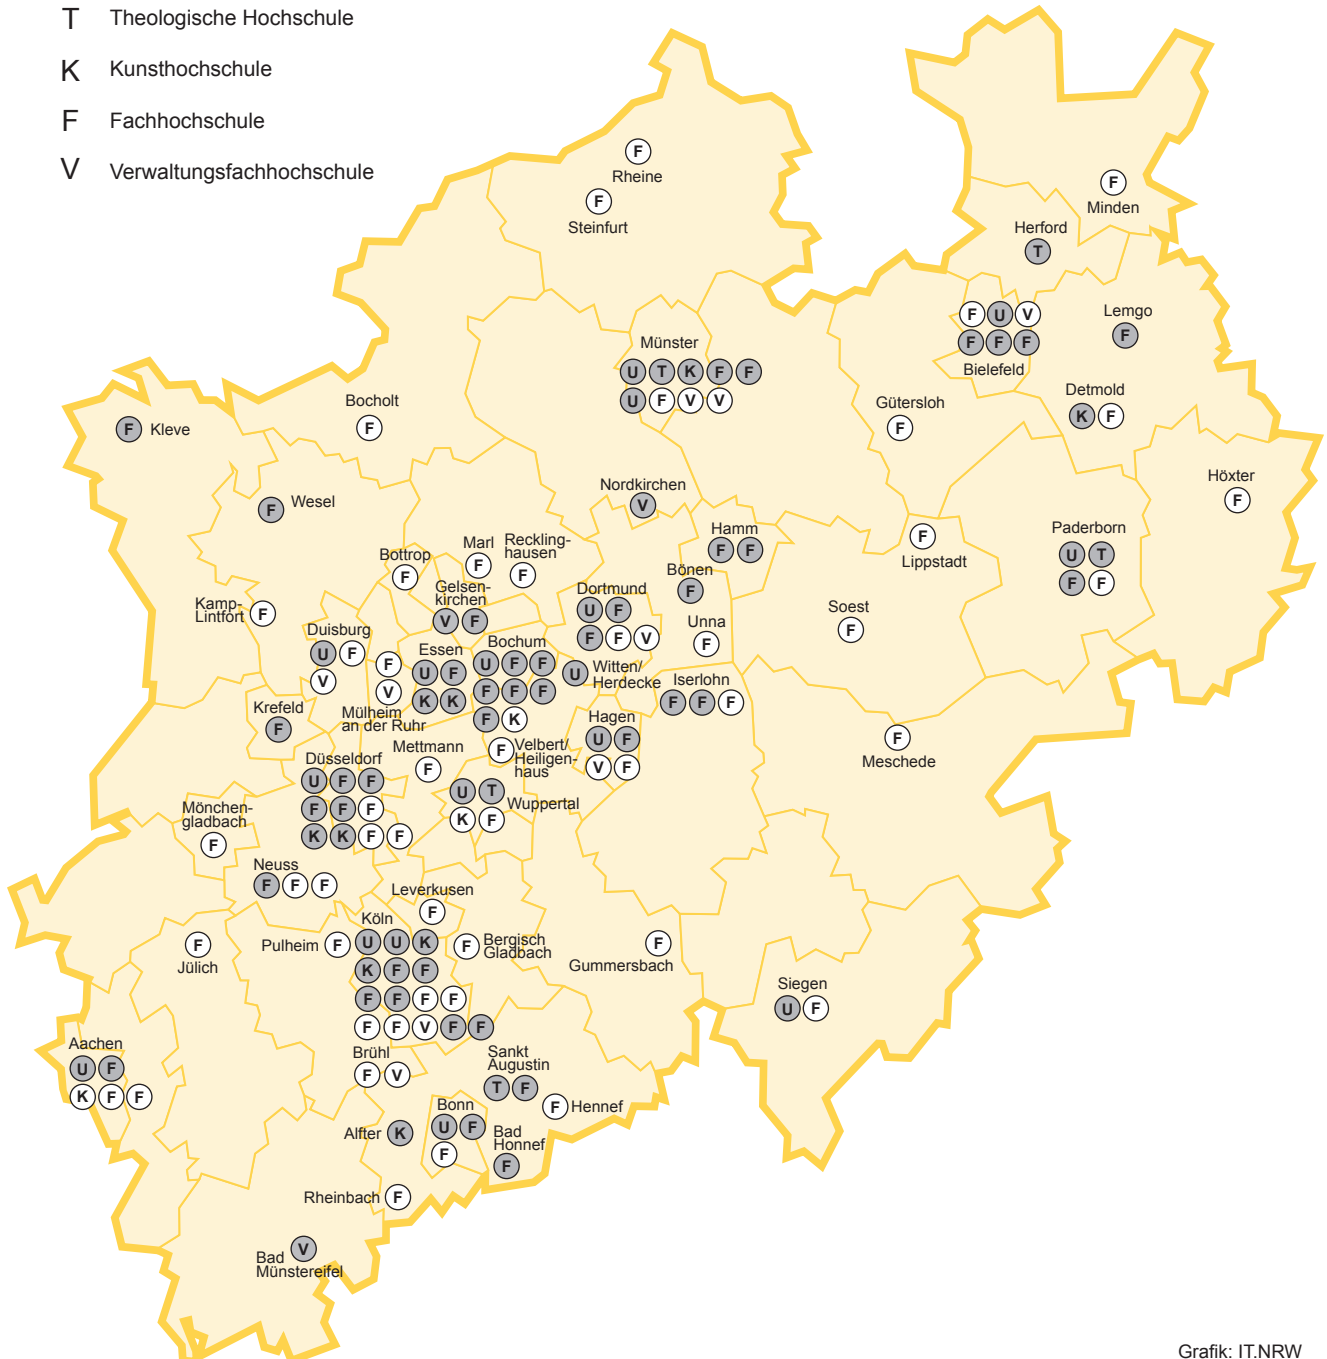 T Theologische Hochschule
K Kunsthochschule
F Fachhochschule
V Verwaltungsfachhochschule
F
Rheine
F
Steinfurt
F
Minden
Herford
T
F U V
F F F
Bielefeld
Lemgo
F
Detmold
K F
Münster
U T K F F
U F V V
Gütersloh
F
Bocholt
F
F Kleve
F Wesel
Höxter
F
Nordkirchen
V
Hamm
F F
F
Lippstadt
Paderborn
U T
F F
Bottrop
F
Marl
F
Reckling-
hausen
F
Gelsen-
kirchen
V F
Bönen
F
Dortmund
U F
F F V
Unna
F
Soest
F
Kamp-
Lintfort F
Duisburg
U F
V
F
V
Mülheim
an der Ruhr
Essen
U F
K K
Bochum
U F F
F F F
F K
U Witten/
Herdecke
Iserlohn
F F F
Krefeld
F
Hagen
U F
V F
F
Meschede
F Velbert/
Heiligen-
haus
Mettmann
F
Düsseldorf
U F F
F F F
K K F F
U T
K F
Wuppertal
Mönchen-
gladbach
F
Neuss
F F F
Leverkusen
F
Köln
U U K
K F F
F F F F
F F V F F
Pulheim F
F Bergisch
Gladbach
F
Gummersbach
F
Jülich
Siegen
U F
Aachen
U F
K F F
Brühl
F V
Sankt
Augustin
T F
F Hennef
Alfter K
Bonn
U F
F
Bad
Honnef
F
Rheinbach F
V
Bad
Münstereifel
Grafik: IT.NRW